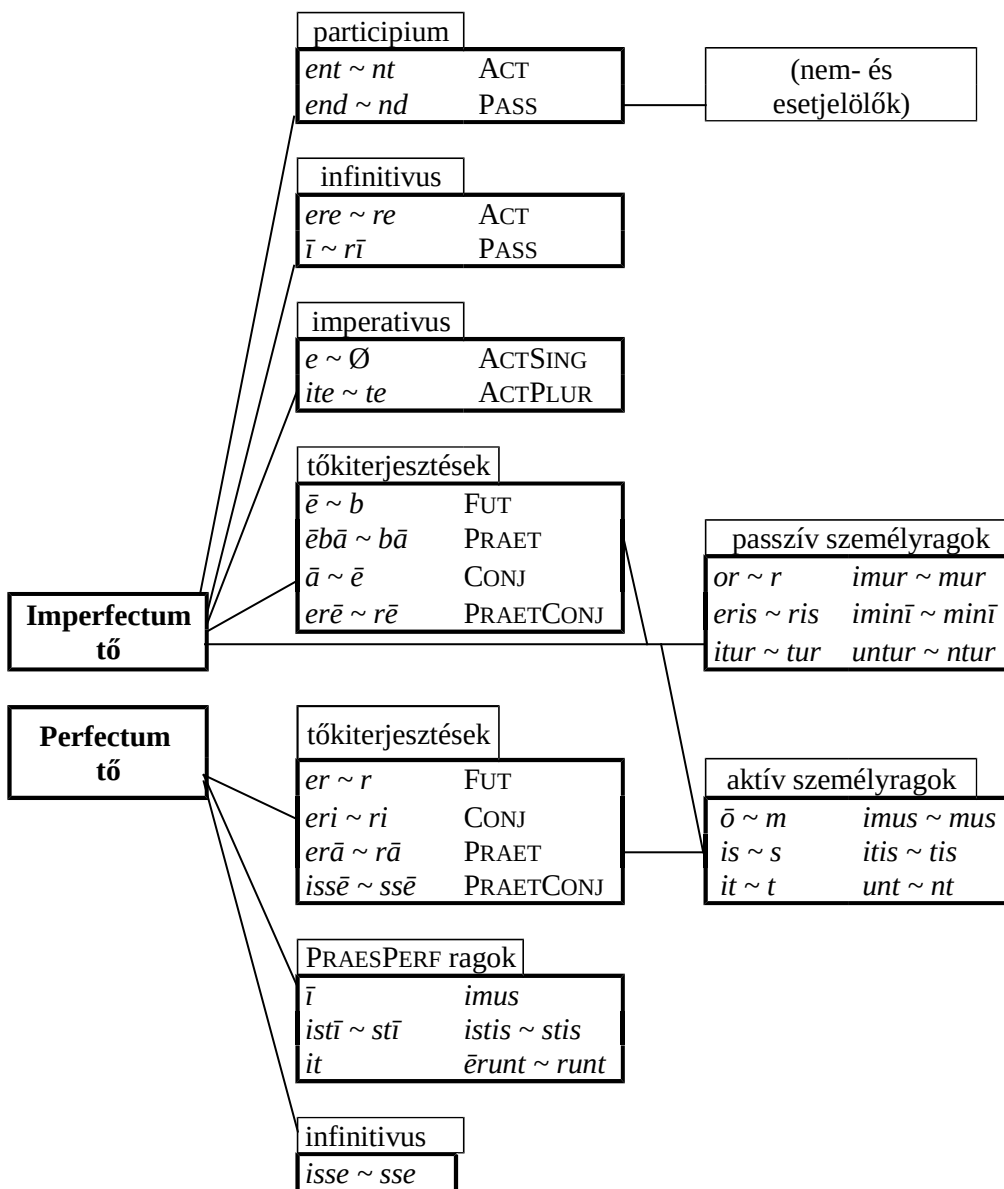 participium
ent ~ nt ACT
end ~ nd PASS
(nem- és
esetjelölők)
infinitivus
ere ~ re ACT
ī ~ rī PASS
imperativus
e ~ Ø ACTSING
ite ~ te ACTPLUR
tőkiterjesztések
ē ~ b FUT
ēbā ~ bā PRAET
ā ~ ē CONJ
erē ~ rē PRAETCONJ
Imperfectum
tő
passzív személyragok
or ~ r imur ~ mur
eris ~ ris iminī ~ minī
itur ~ tur untur ~ ntur
Perfectum
tő
tőkiterjesztések
er ~ r FUT
eri ~ ri CONJ
erā ~ rā PRAET
issē ~ ssē PRAETCONJ
aktív személyragok
ō ~ m imus ~ mus
is ~ s itis ~ tis
it ~ t unt ~ nt
PRAESPERF ragok
ī imus
istī ~ stī istis ~ stis
it ērunt ~ runt
infinitivus
isse ~ sse